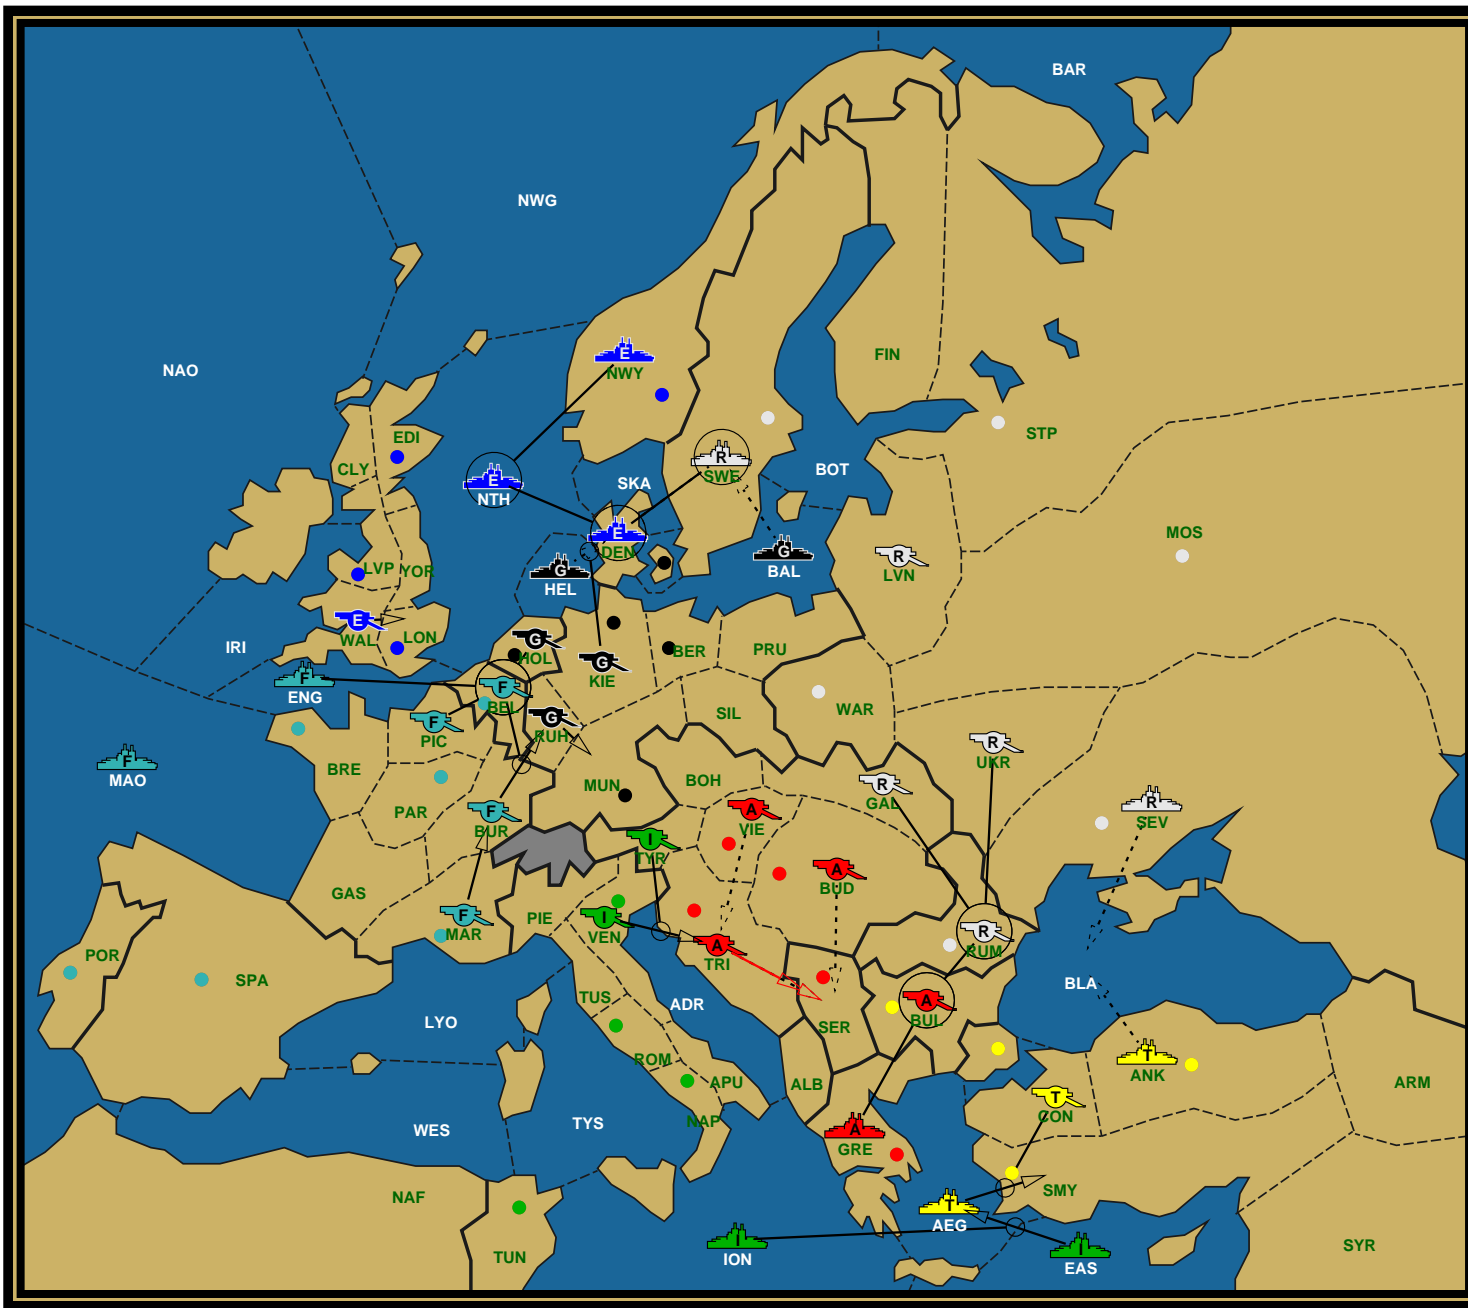 BAR
NWG
NAO
FIN
E
NWY
EDI
STP
CLY
R
SWE
BOT
E
NTH
SKA
MOS
E
DEN
G
BAL
R
LVN
G
HEL
LVP
YOR
E
WAL
LON
IRI
G
HOL
G
KIE
BER
PRU
F
ENG
F
BEL
F
PIC
G
RUH
SIL
WAR
R
UKR
F
MAO
BRE
MUN
BOH
R
GAL
PAR
F
BUR
A
VIE
R
SEV
I
TYR
A
BUD
GAS
F
MAR
PIE
I
VEN
R
RUM
POR
SPA
A
TRI
BLA
TUS
ADR
A
BUL
LYO
SER
ROM
APU
ALB
T
ANK
ARM
T
CON
WES
TYS
NAP
A
GRE
NAF
SMY
T
AEG
I
ION
I
EAS
TUN
SYR